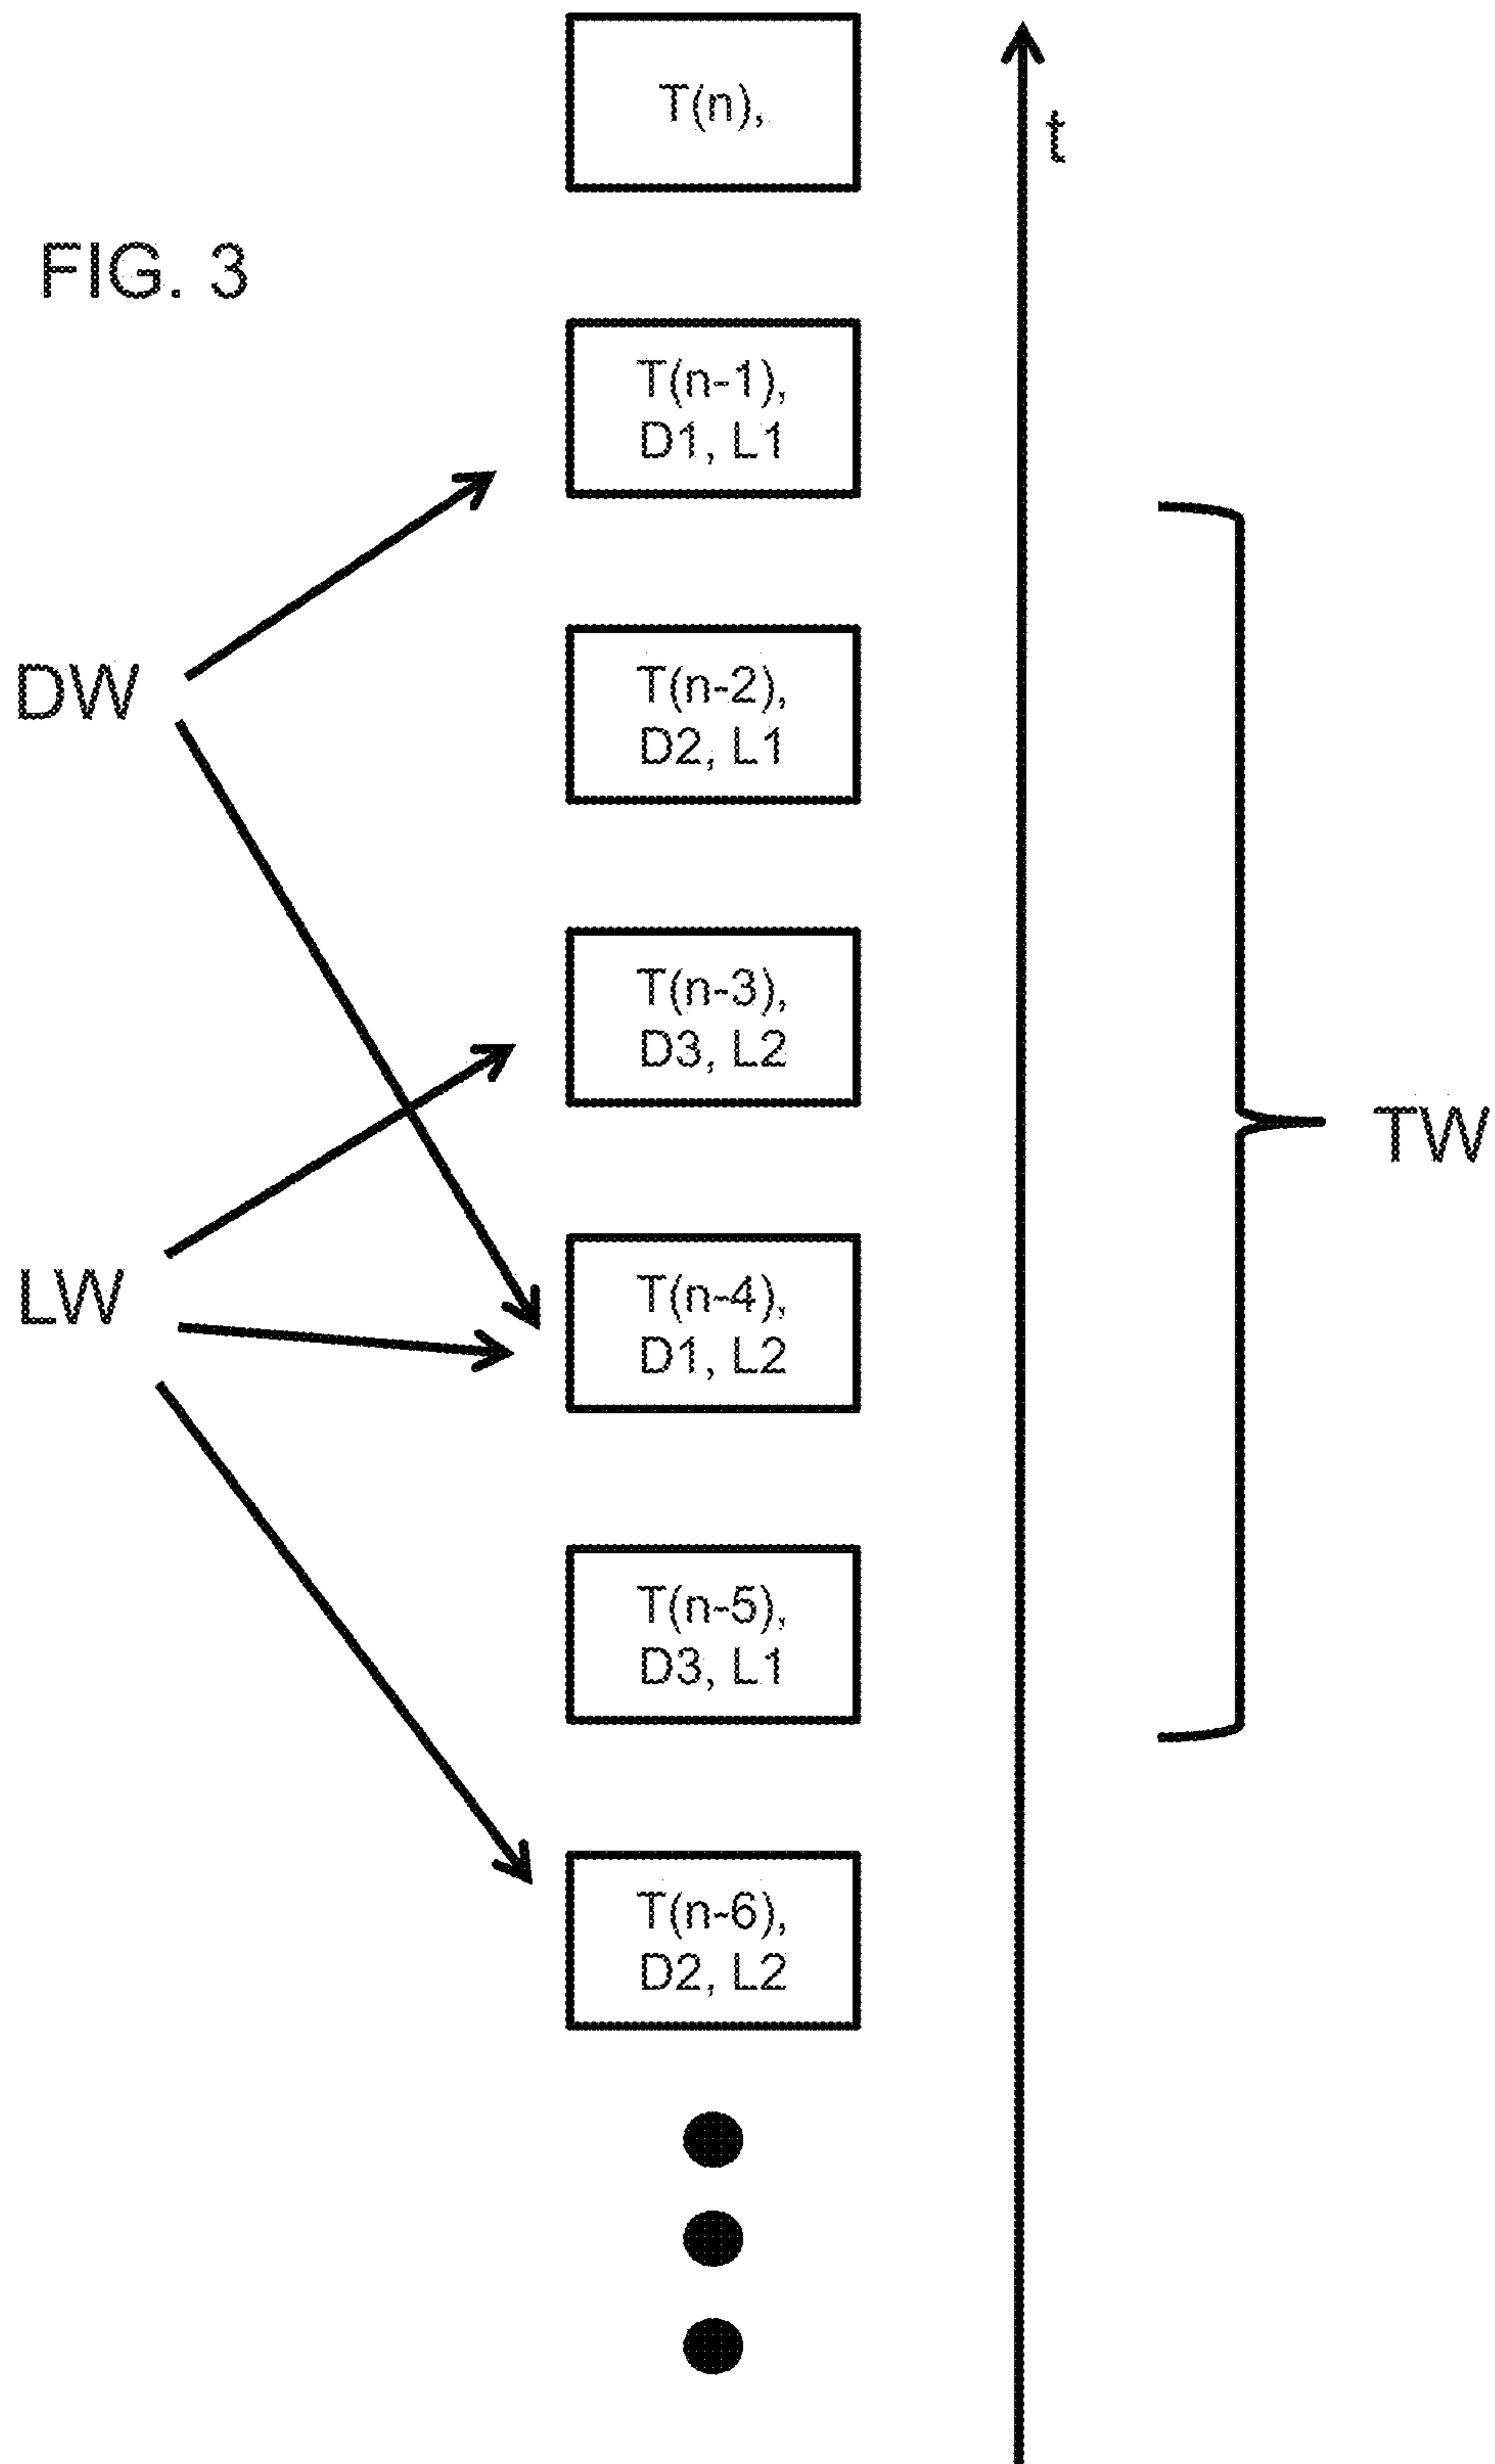 T(n),
t
FIG. 3
T(n-1),
D1, L1
DW
T(n-2),
D2, L1
T(n-3),
D3, L2
TW
LW
T(n-4),
D1, L2
T(n-5),
D3, L1
T(n-6),
D2, L2